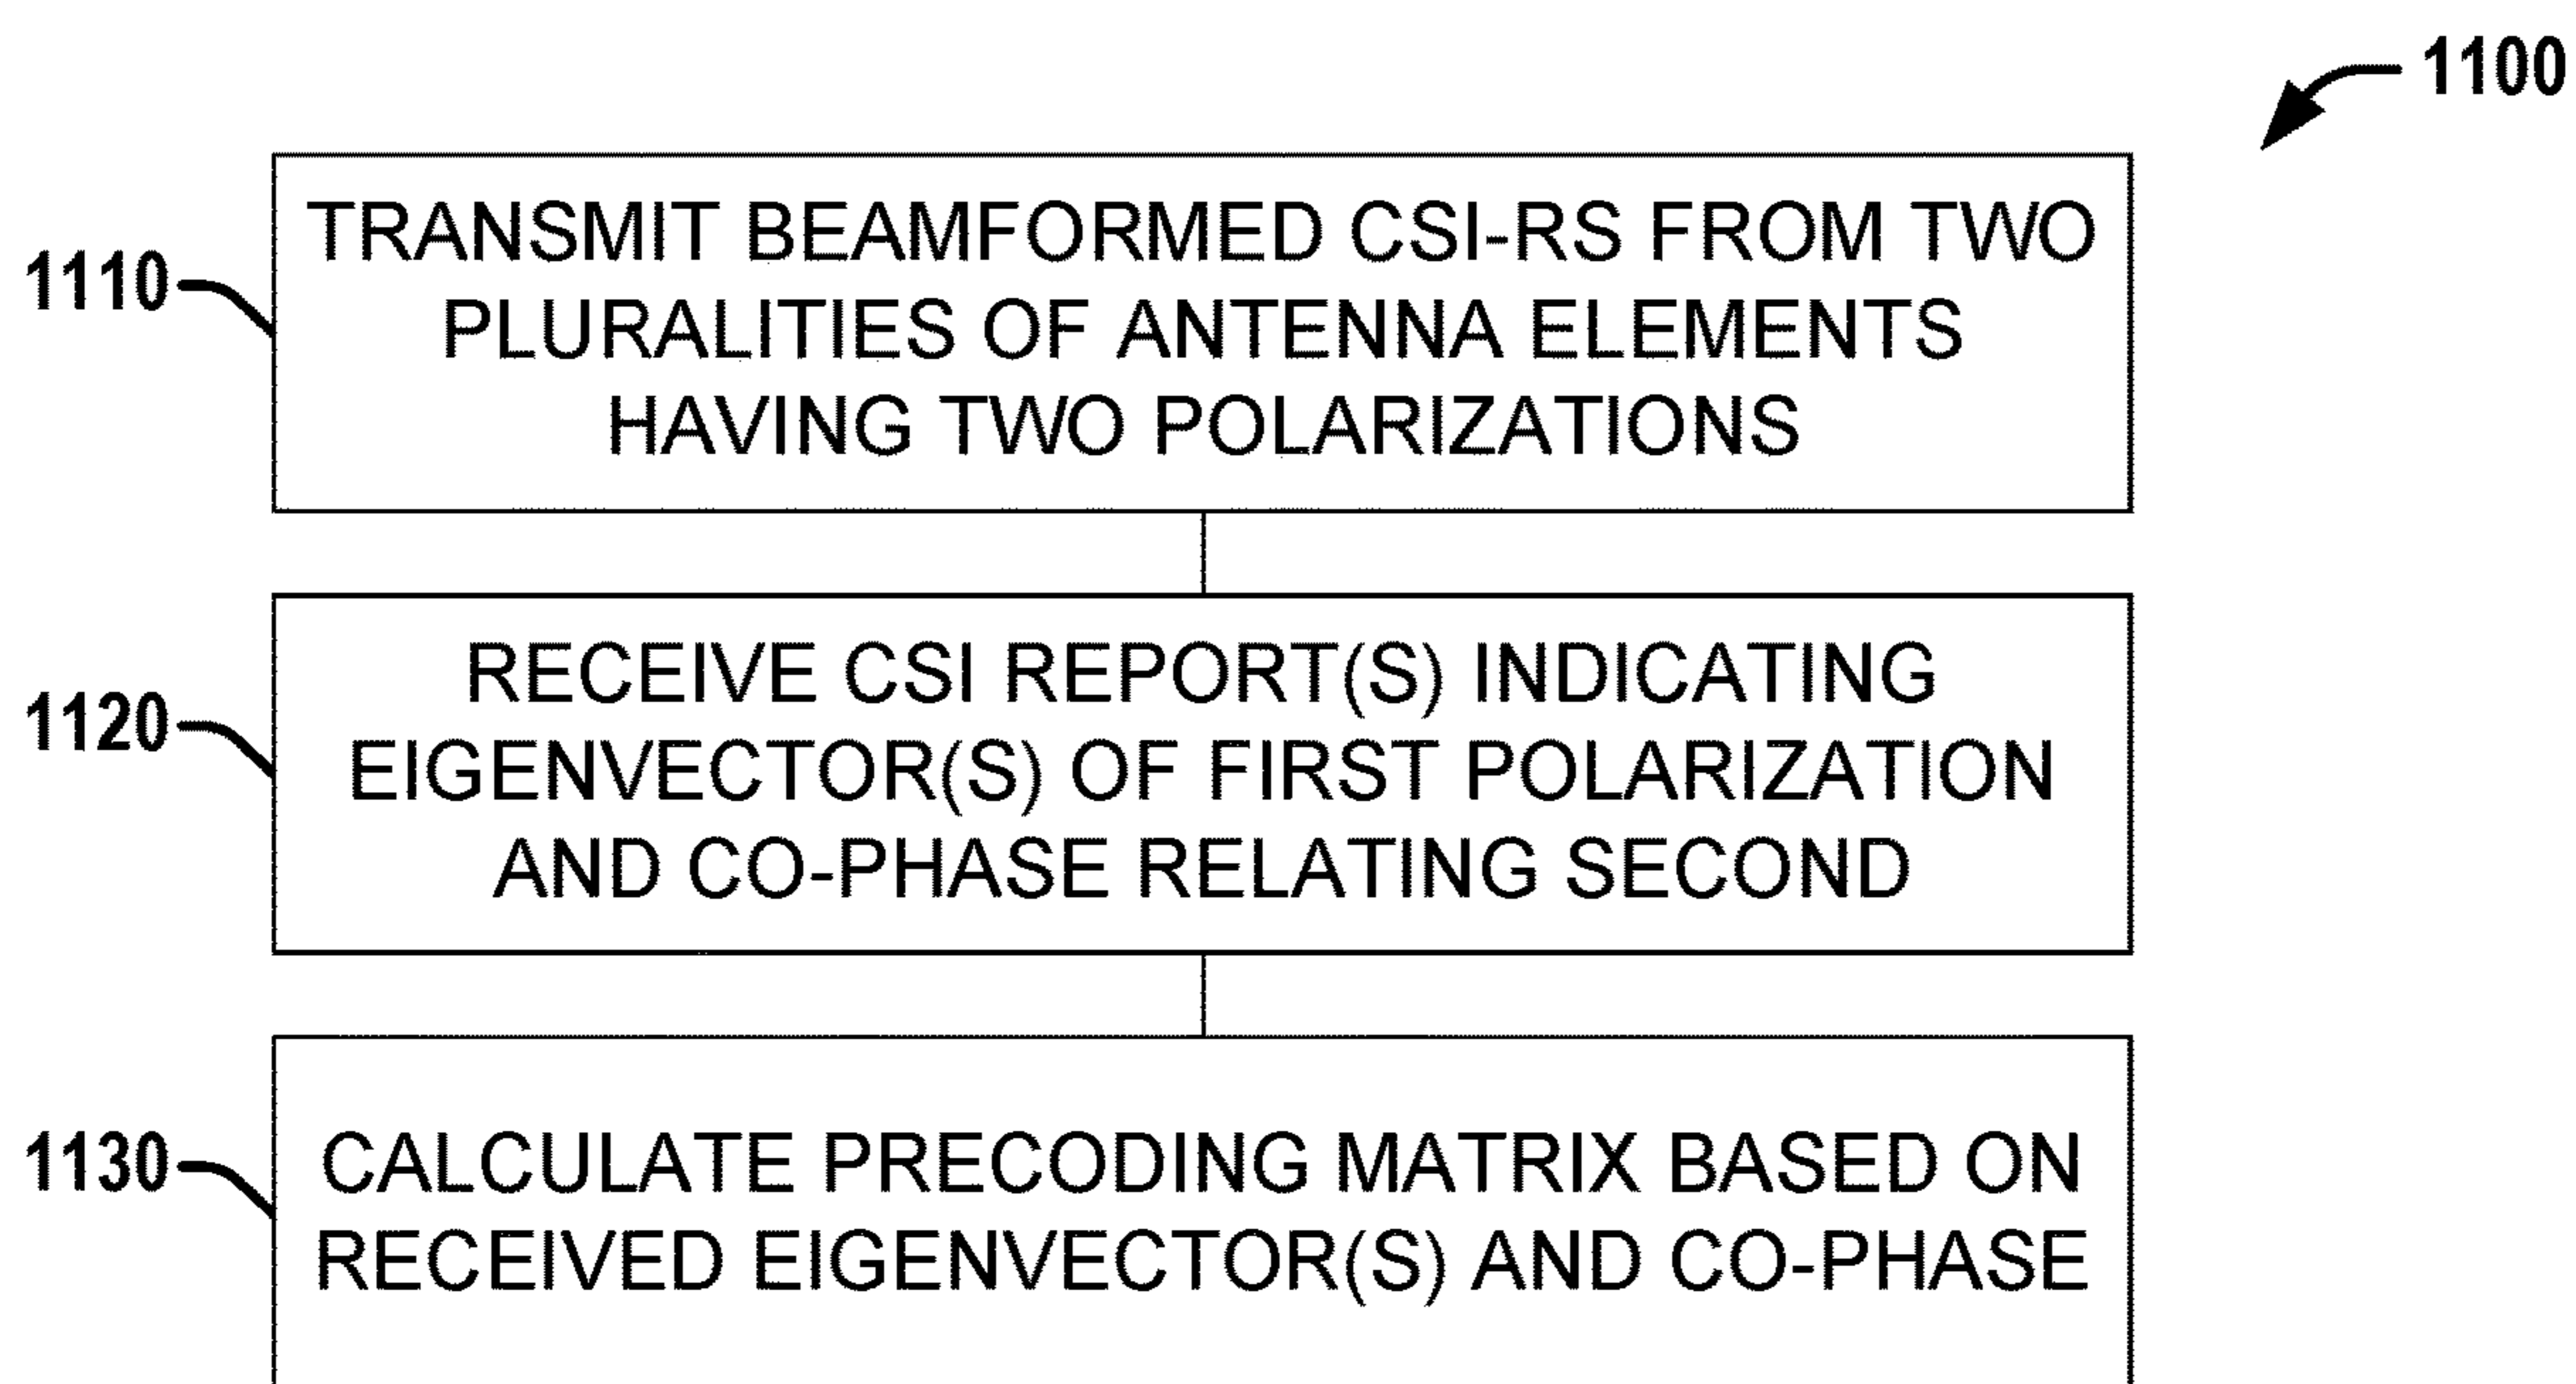 1100
1110
TRANSMIT BEAMFORMED CSI-RS FROM TWO
PLURALITIES OF ANTENNA ELEMENTS
HAVING TWO POLARIZATIONS
1120
RECEIVE CSI REPORT(S) INDICATING
EIGENVECTOR(S) OF FIRST POLARIZATION
AND CO-PHASE RELATING SECOND
1130
CALCULATE PRECODING MATRIX BASED ON
RECEIVED EIGENVECTOR(S) AND CO-PHASE